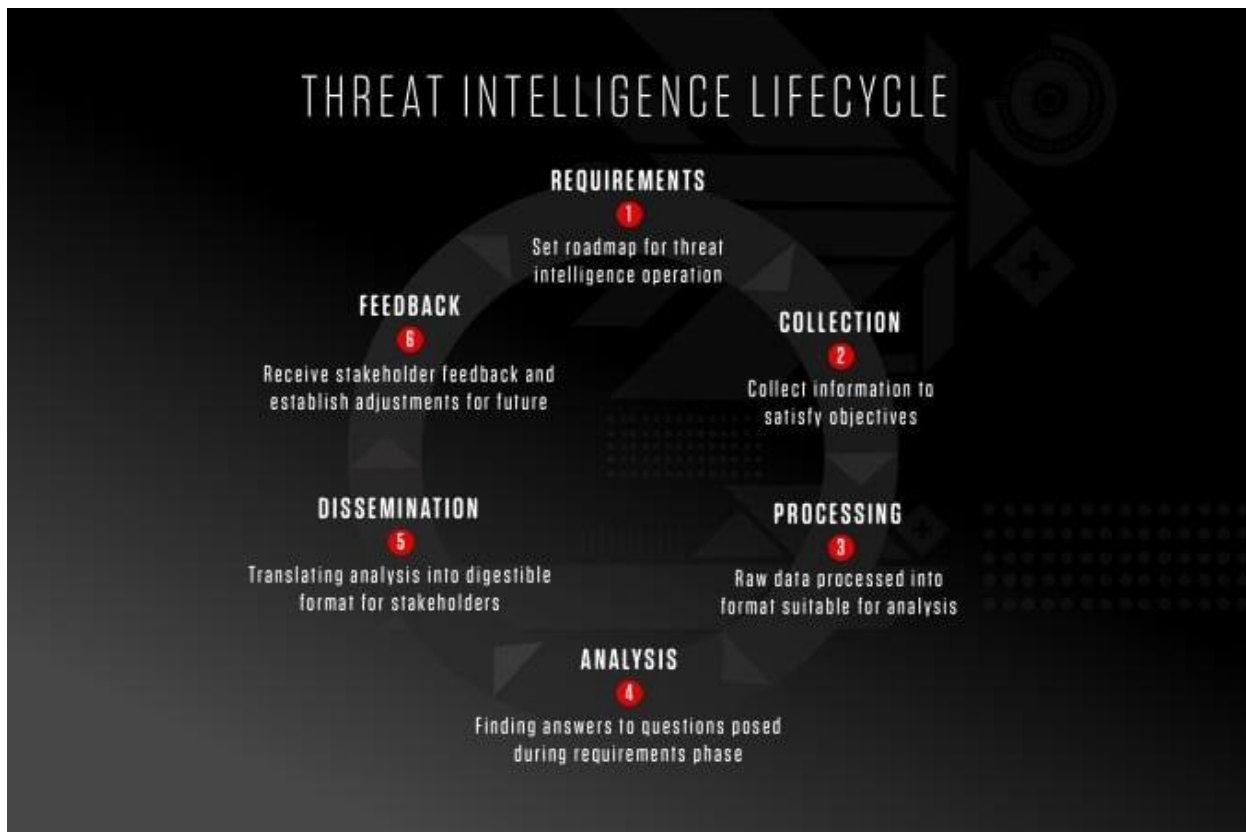 THREAT INTELLIGENCE LIFECYCLE
REQUIREMENTS
1
Set roadmap for threat
intelligence operation
COLLECTION
2
Collect information to
satisfy objectives
PROCESSING
3
Raw data processed into
format suitable for analysis
ANALYSIS
4
Finding answers to questions posed
during requirements phase
DISSEMINATION
5
Translating analysis into digestible
format for stakeholders
FEEDBACK
6
Receive stakeholder feedback and
establish adjustments for future